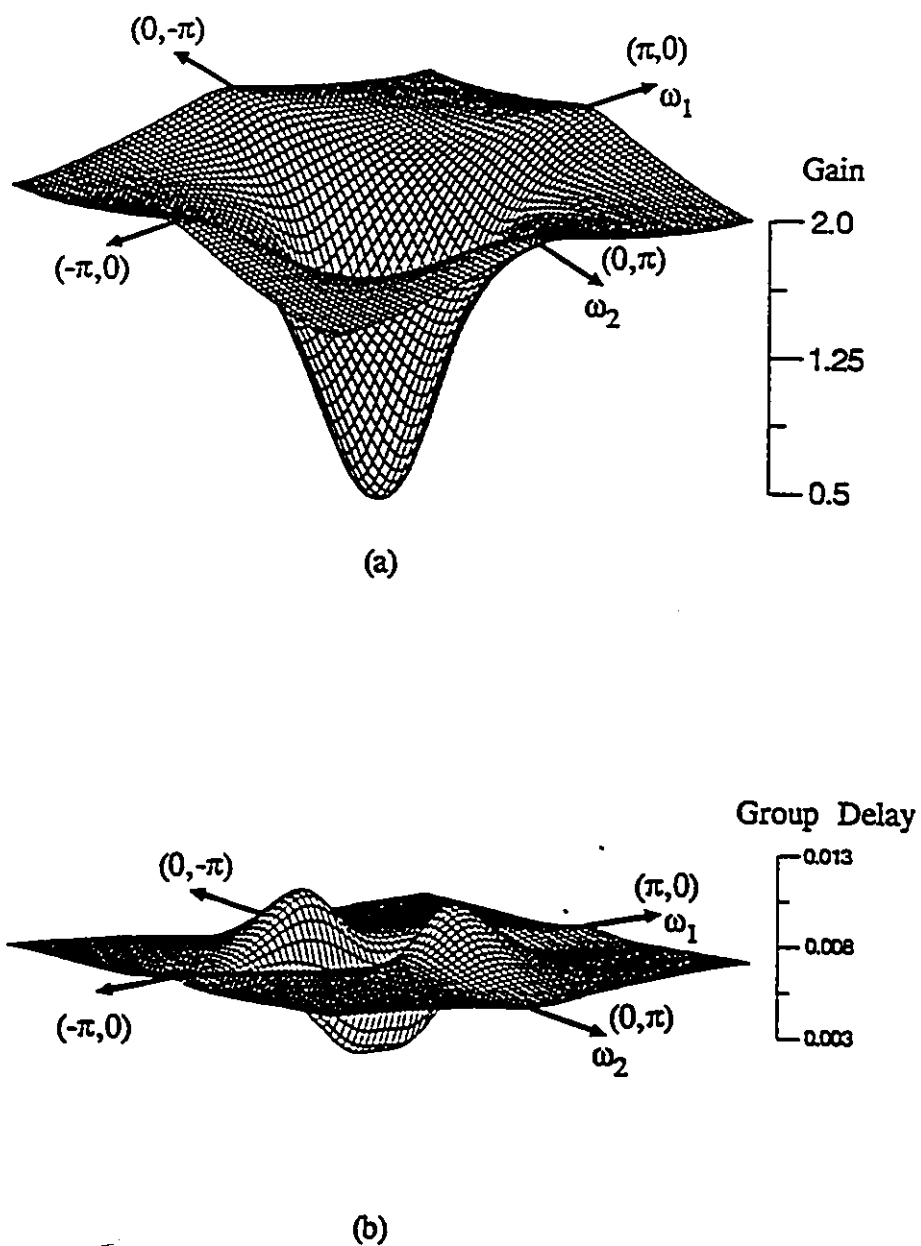 (0,-π)
(π,0)
ω1
Gain
2.0
(-π,0)
(0,π)
ω2
1.25
0.5
(a)
Group Delay
0.013
(0,-π)
(π,0)
ω1
0.008
(-π,0)
(0,π)
0.003
ω2
(b)